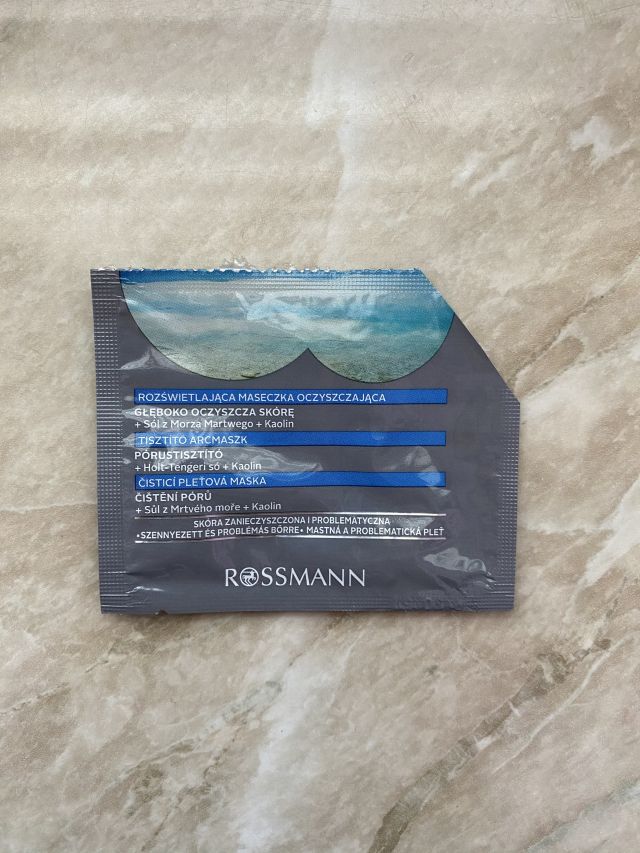 ROZŚWIETLAJĄCA MASECZKA OCZYSZCZAJĄCA
GŁĘBOKO OCZYSZCZA SKÓRĘ
+ Sól z Morza Martwego + Kaolin
TISZTÍTÓ ARCMASZK
PÓRUSTISZTÍTÓ
+ Holt-Tengeri só + Kaolin
ČISTICÍ PLEŤOVÁ MASKA
ČIŠTĚNÍ PÓRŮ
+ Sůl z Mrtvého moře + Kaolin
SKÓRA ZANIECZYSZCZONA I PROBLEMATYCZNA
•SZENNYEZETT ÉS PROBLÉMÁS BŐRRE• MASTNÁ A PROBLEMATICKÁ PLEŤ
ROSSMANN